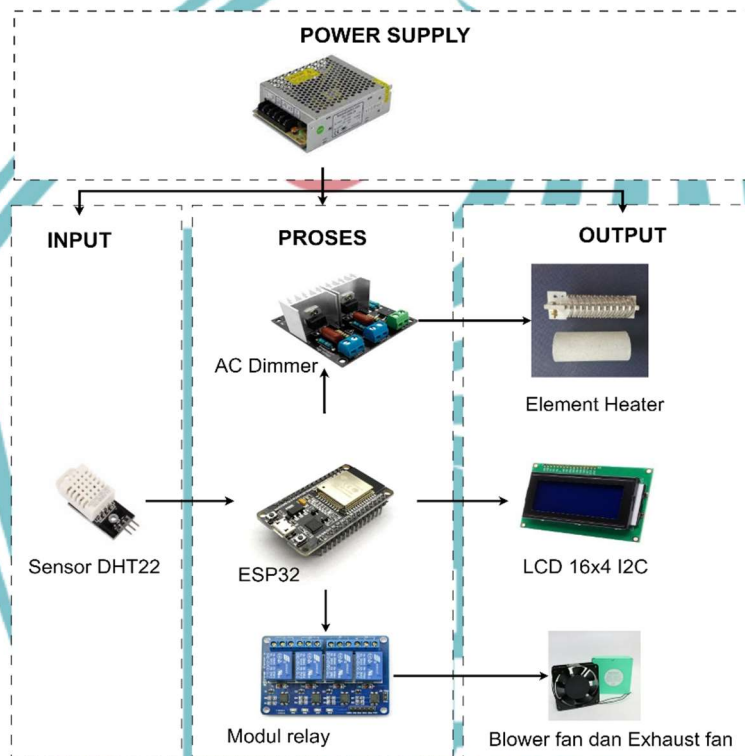 POWER SUPPLY
INPUT
PROSES
OUTPUT
AC Dimmer
Element Heater
Sensor DHT22
ESP32
LCD 16x4 I2C
Modul relay
Blower fan dan Exhaust fan